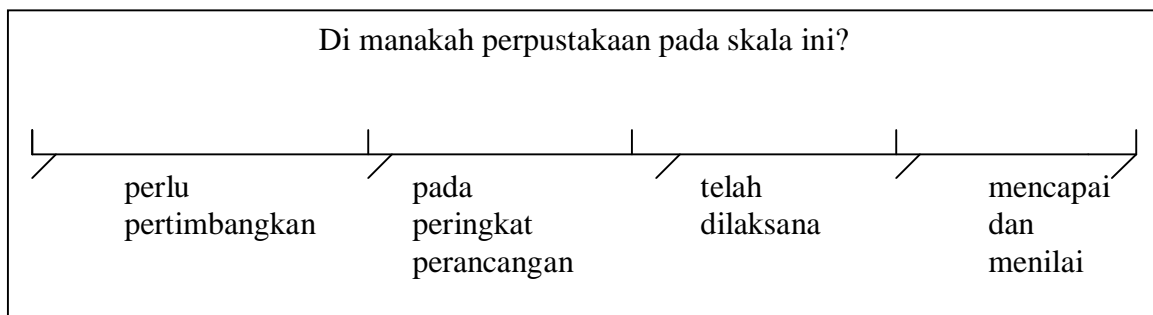 Di manakah perpustakaan pada skala ini?
perlu
pertimbangkan
pada
peringkat
perancangan
telah
dilaksana
mencapai
dan
menilai